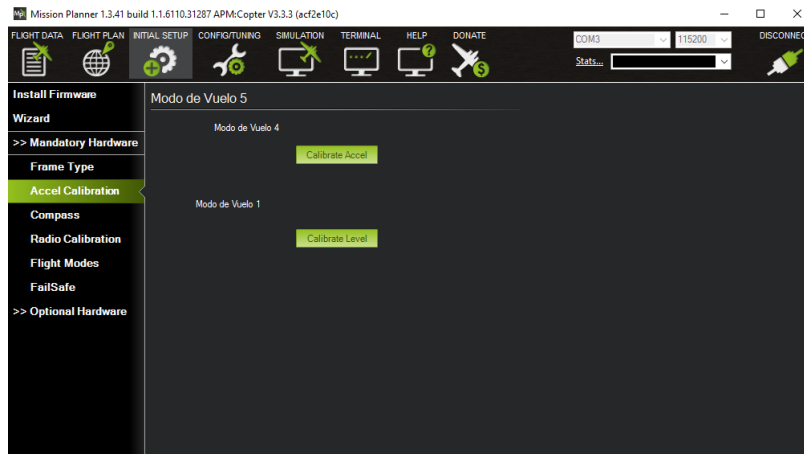 Mission Planner 1.3.41 build 1.1.6110.31287 APM:Copter V3.3.3 (acf2e10c)
FLIGHT DATA FLIGHT PLAN INITIAL SETUP CONFIG/TUNING SIMULATION TERMINAL HELP DONATE
COM3 115200 DISCONNEC
Stats...
Install Firmware
Wizard
>> Mandatory Hardware
Frame Type
Accel Calibration
Compass
Radio Calibration
Flight Modes
FailSafe
>> Optional Hardware
Modo de Vuelo 5
Modo de Vuelo 4
Calibrate Accel
Modo de Vuelo 1
Calibrate Level